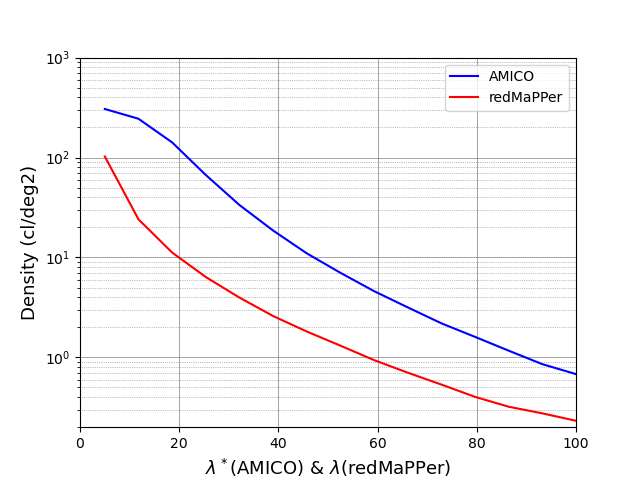 10³
10²
10¹
10⁰
Density (cl/deg2)
AMICO
redMaPPer
0 20 40 60 80 100
λ*(AMICO) & λ(redMaPPer)